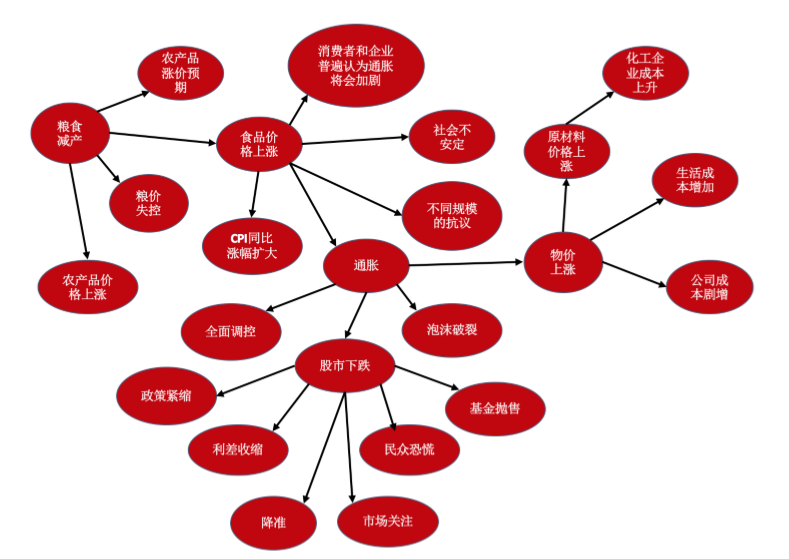 消费者和企业
普遍认为通胀
将会加剧
农产品
涨价预
期
化工企
业成本
上升
粮食
减产
食品价
格上涨
社会不
安定
原材料
价格上
涨
生活成
本增加
粮价
失控
不同规模
的抗议
CPI同比
涨幅扩大
通胀
物价
上涨
农产品价
格上涨
公司成
本剧增
全面调控
泡沫破裂
股市下跌
政策紧缩
基金抛售
利差收缩
民众恐慌
降准
市场关注